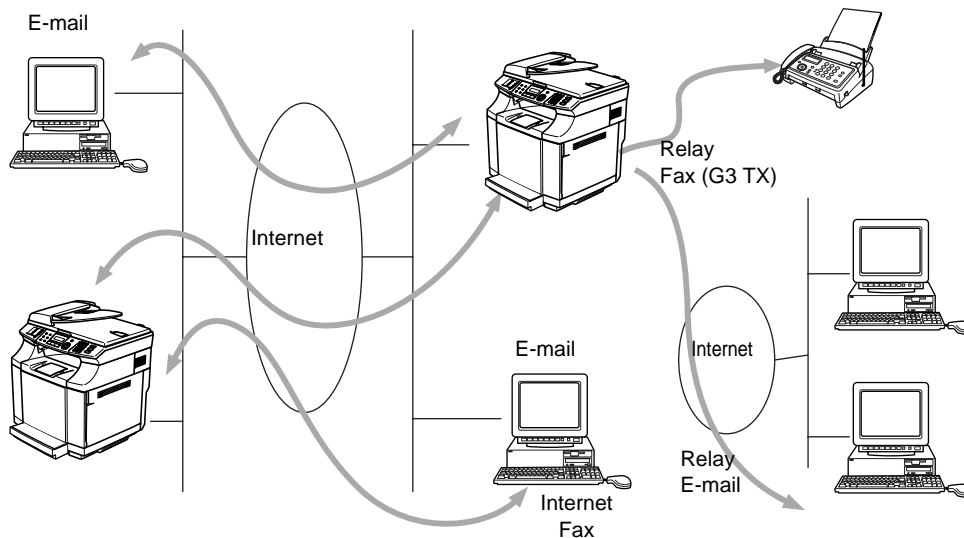 E-mail
Relay
Fax (G3 TX)
Internet
E-mail
Internet
Relay
E-mail
Internet
Fax